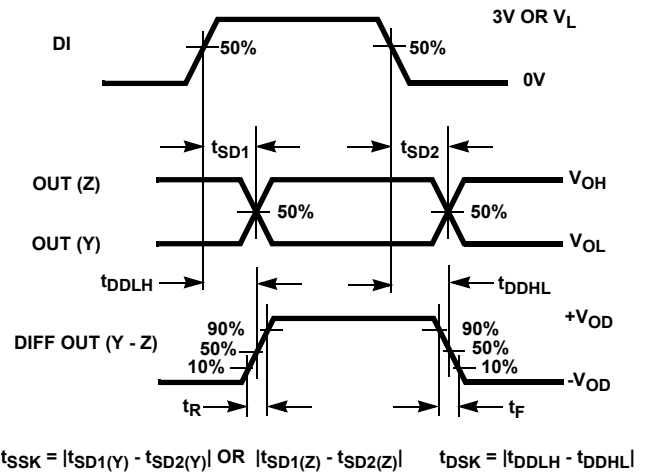 3V OR VL
DI
50%
50%
0V
tSD1
tSD2
OUT (Z)
VOH
50%
50%
OUT (Y)
VOL
tDDLH
tDDHL
+VOD
90%
90%
DIFF OUT (Y - Z)
50%
50%
10%
10%
-VOD
tR
tF
tSSK = |tSD1(Y) - tSD2(Y)| OR |tSD1(Z) - tSD2(Z)|
tDSK = |tDDLH - tDDHL|